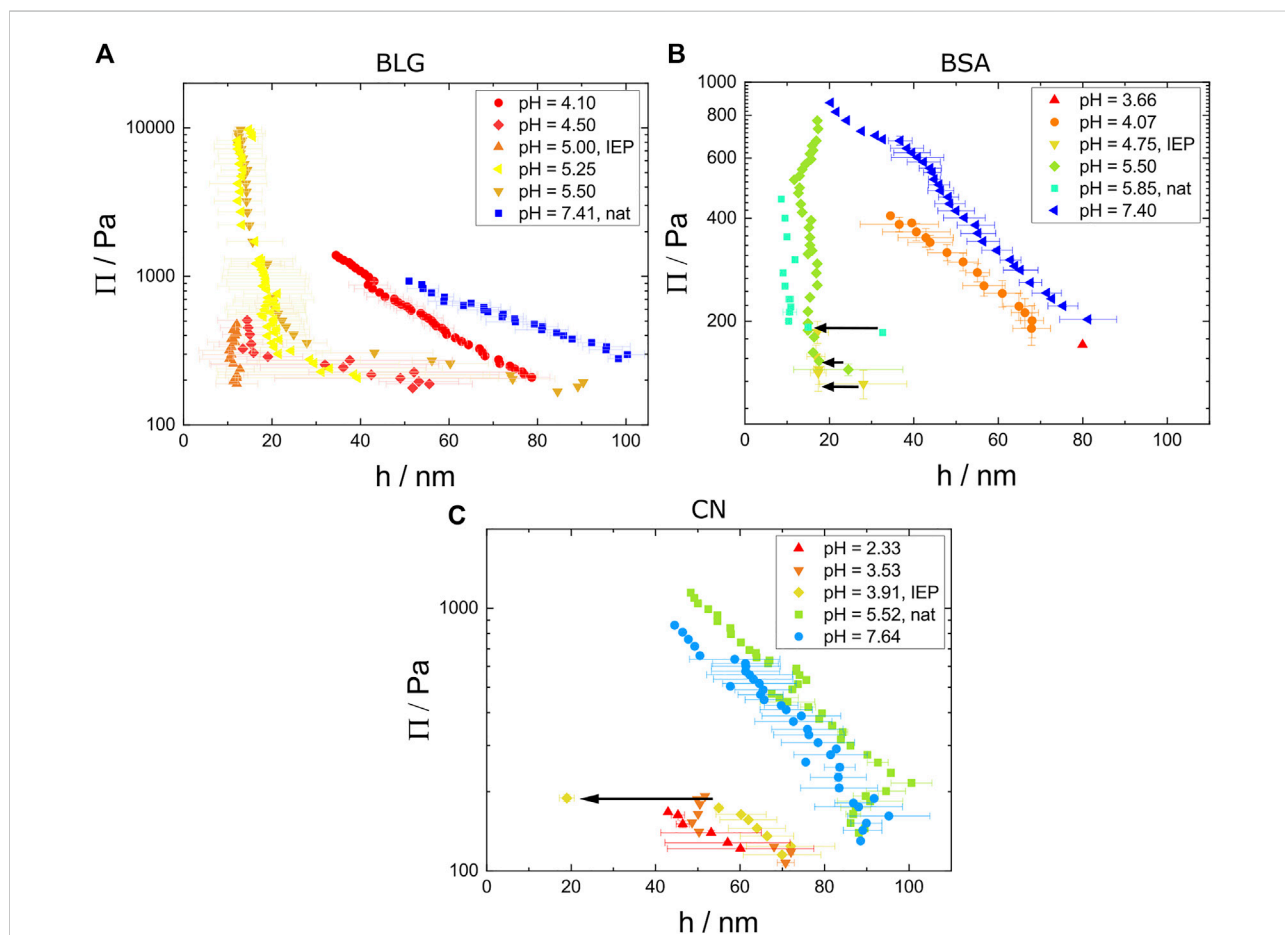 A
BLG
10000
1000
100
Π / Pa
pH = 4.10
pH = 4.50
pH = 5.00, IEP
pH = 5.25
pH = 5.50
pH = 7.41, nat
0
20
40
60
80
100
h / nm
B
BSA
1000
800
600
400
200
Π / Pa
pH = 3.66
pH = 4.07
pH = 4.75, IEP
pH = 5.50
pH = 5.85, nat
pH = 7.40
0
20
40
60
80
100
h / nm
C
CN
1000
100
Π / Pa
pH = 2.33
pH = 3.53
pH = 3.91, IEP
pH = 5.52, nat
pH = 7.64
0
20
40
60
80
100
h / nm